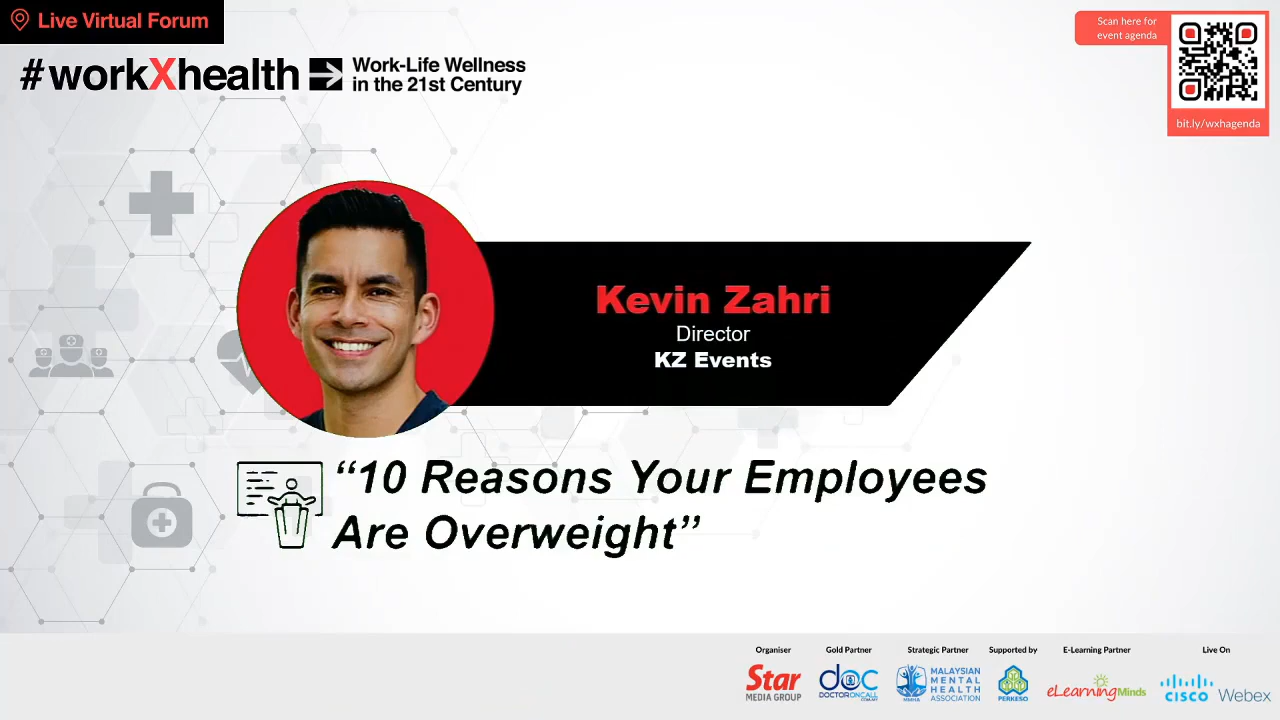 Live Virtual Forum
#workXhealth
Work-Life Wellness
in the 21st Century
Scan here for
event agenda
bit.ly/wxhagenda
Kevin Zahri
Director
KZ Events
“10 Reasons Your Employees
Are Overweight”
Organiser
Gold Partner
Strategic Partner
Supported by
E-Learning Partner
Live On
Star
MEDIA GROUP
doc
DOCTORONCALL
MMHA
MALAYSIAN
MENTAL
HEALTH
ASSOCIATION
PERKESO
eLearningMinds
CISCO
Webex